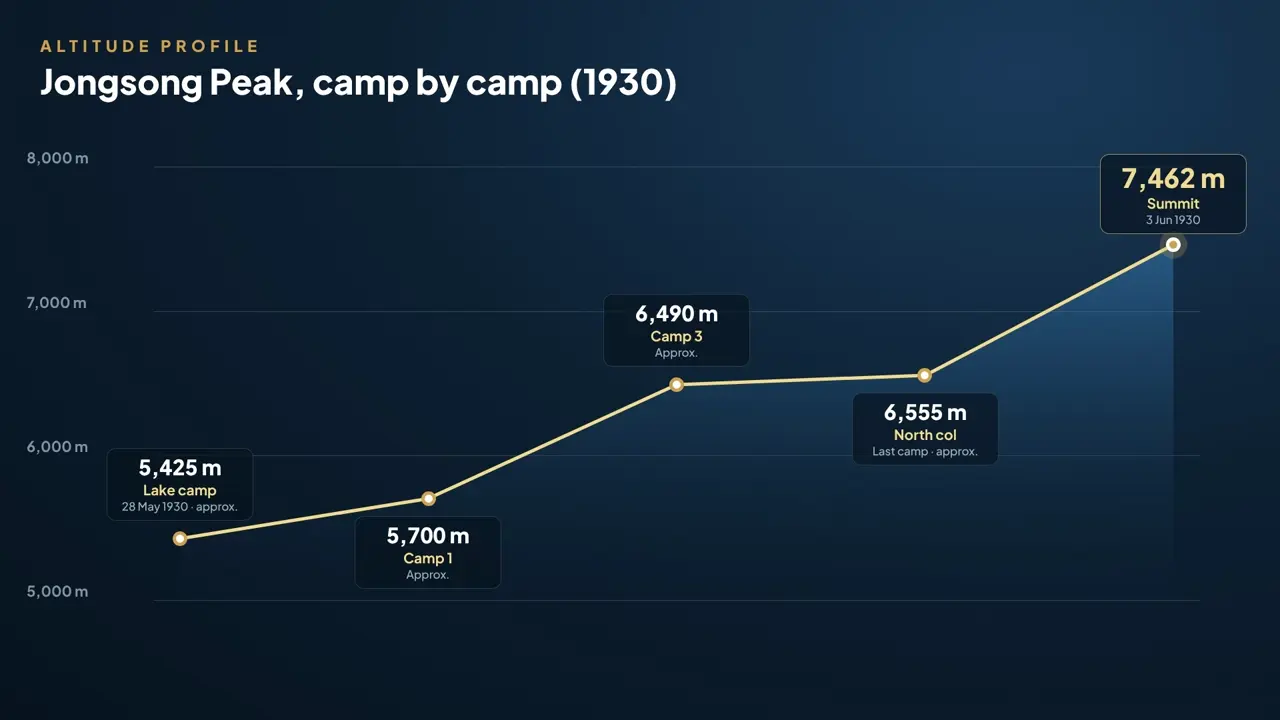 ALTITUDE PROFILE
Jongsong Peak, camp by camp (1930)
8,000 m
7,462 m
Summit
3 Jun 1930
7,000 m
6,490 m
Camp 3
Approx.
6,555 m
North col
Last camp · approx.
6,000 m
5,425 m
Lake camp
28 May 1930 · approx.
5,700 m
Camp 1
Approx.
5,000 m